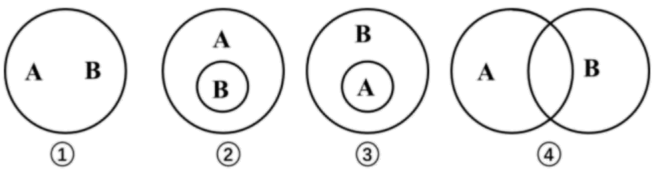 A B A B B A A B
① ② ③ ④